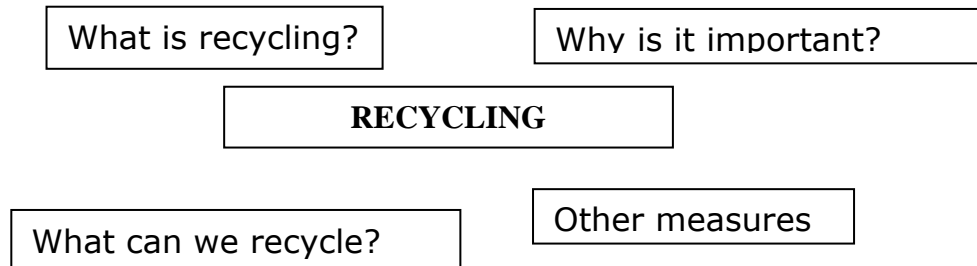 What is recycling?
Why is it important?
RECYCLING
Other measures
What can we recycle?